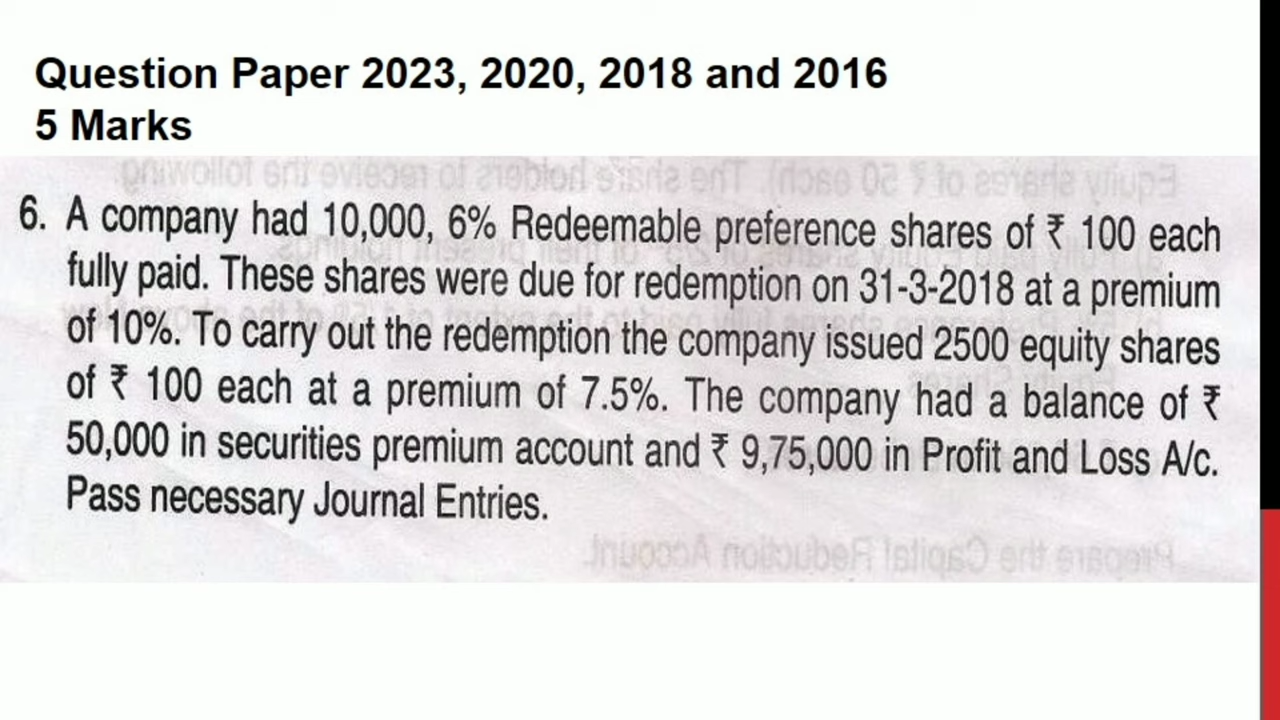 Question Paper 2023, 2020, 2018 and 2016
5 Marks
6. A company had 10,000, 6% Redeemable preference shares of ₹ 100 each
fully paid. These shares were due for redemption on 31-3-2018 at a premium
of 10%. To carry out the redemption the company issued 2500 equity shares
of ₹ 100 each at a premium of 7.5%. The company had a balance of ₹
50,000 in securities premium account and ₹ 9,75,000 in Profit and Loss A/c.
Pass necessary Journal Entries.